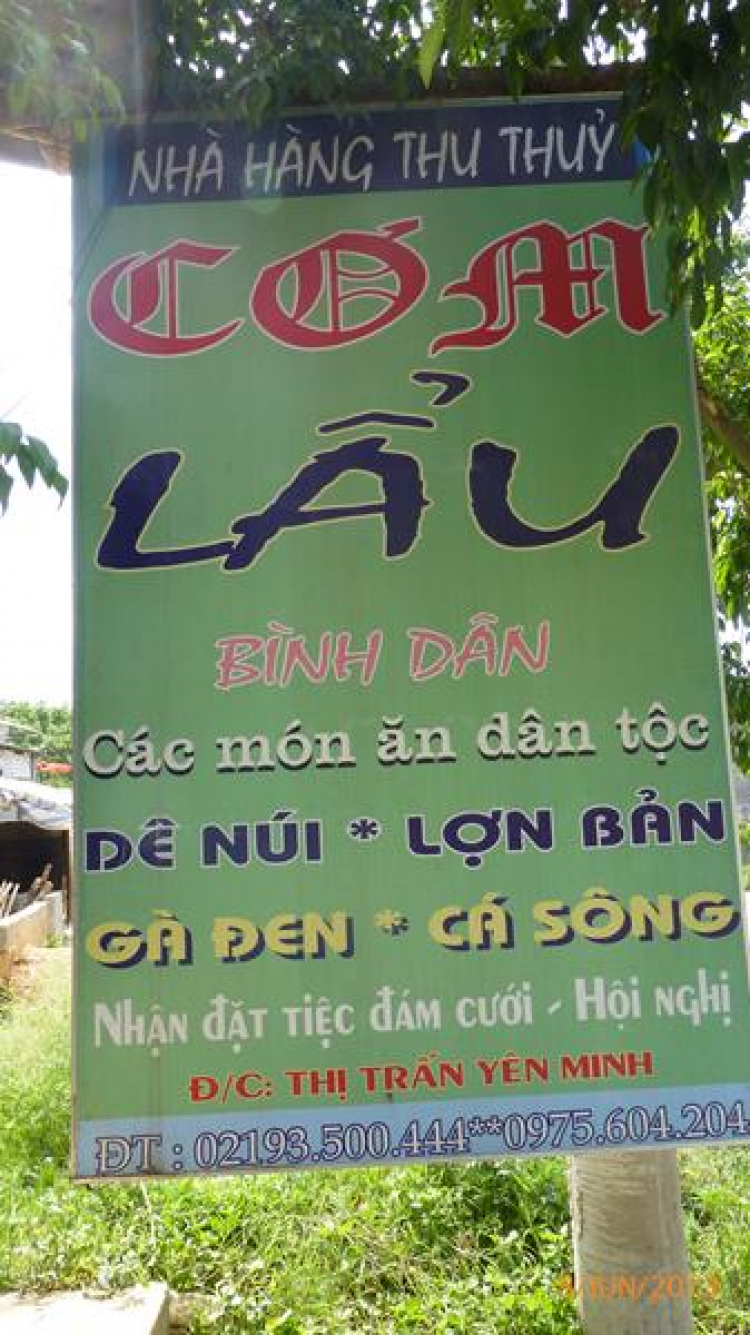 NHÀ HÀNG THU THUỶ
CƠM
LẨU
BÌNH DÂN
Các món ăn dân tộc
DÊ NÚI * LỢN BẢN
GÀ ĐEN * CÁ SÔNG
Nhận đặt tiệc đám cưới - Hội nghị
Đ/C: THỊ TRẤN YÊN MINH
ĐT : 02193.500.444**0975.604.204